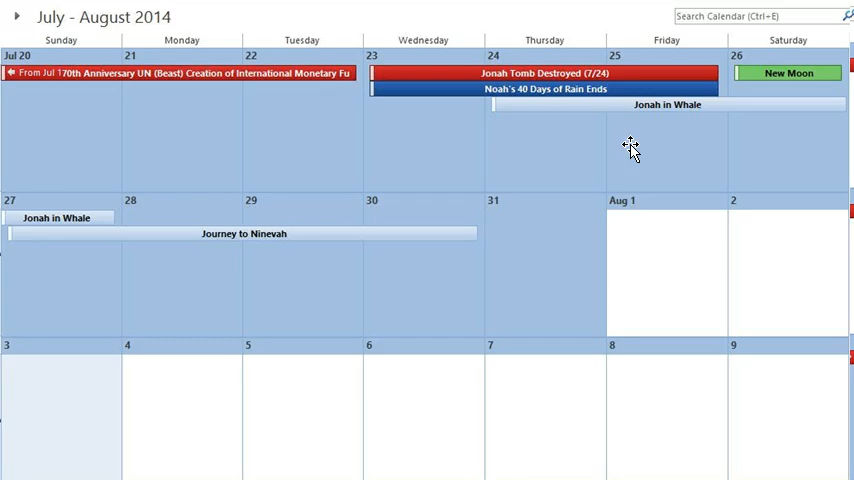 July - August 2014
Search Calendar (Ctrl+E)
Sunday Monday Tuesday Wednesday Thursday Friday Saturday
Jul 20 21 22 23 24 25 26
From Jul 1 70th Anniversary UN (Beast) Creation of International Monetary Fu
Jonah Tomb Destroyed (7/24)
New Moon
Noah's 40 Days of Rain Ends
Jonah in Whale
27 28 29 30 31 Aug 1 2
Jonah in Whale
Journey to Ninevah
3 4 5 6 7 8 9